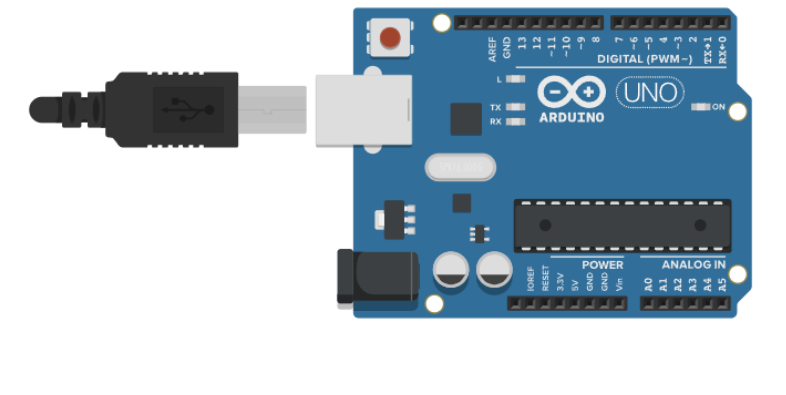 AREF
GND
13
12
~11
~10
~9
8
7
~6
~5
4
~3
2
TX→1
RX←0
DIGITAL (PWM~)
L
TX
RX
ARDUINO
UNO
ON
POWER
ANALOG IN
IOREF
RESET
3.3V
5V
GND
GND
Vin
A0
A1
A2
A3
A4
A5